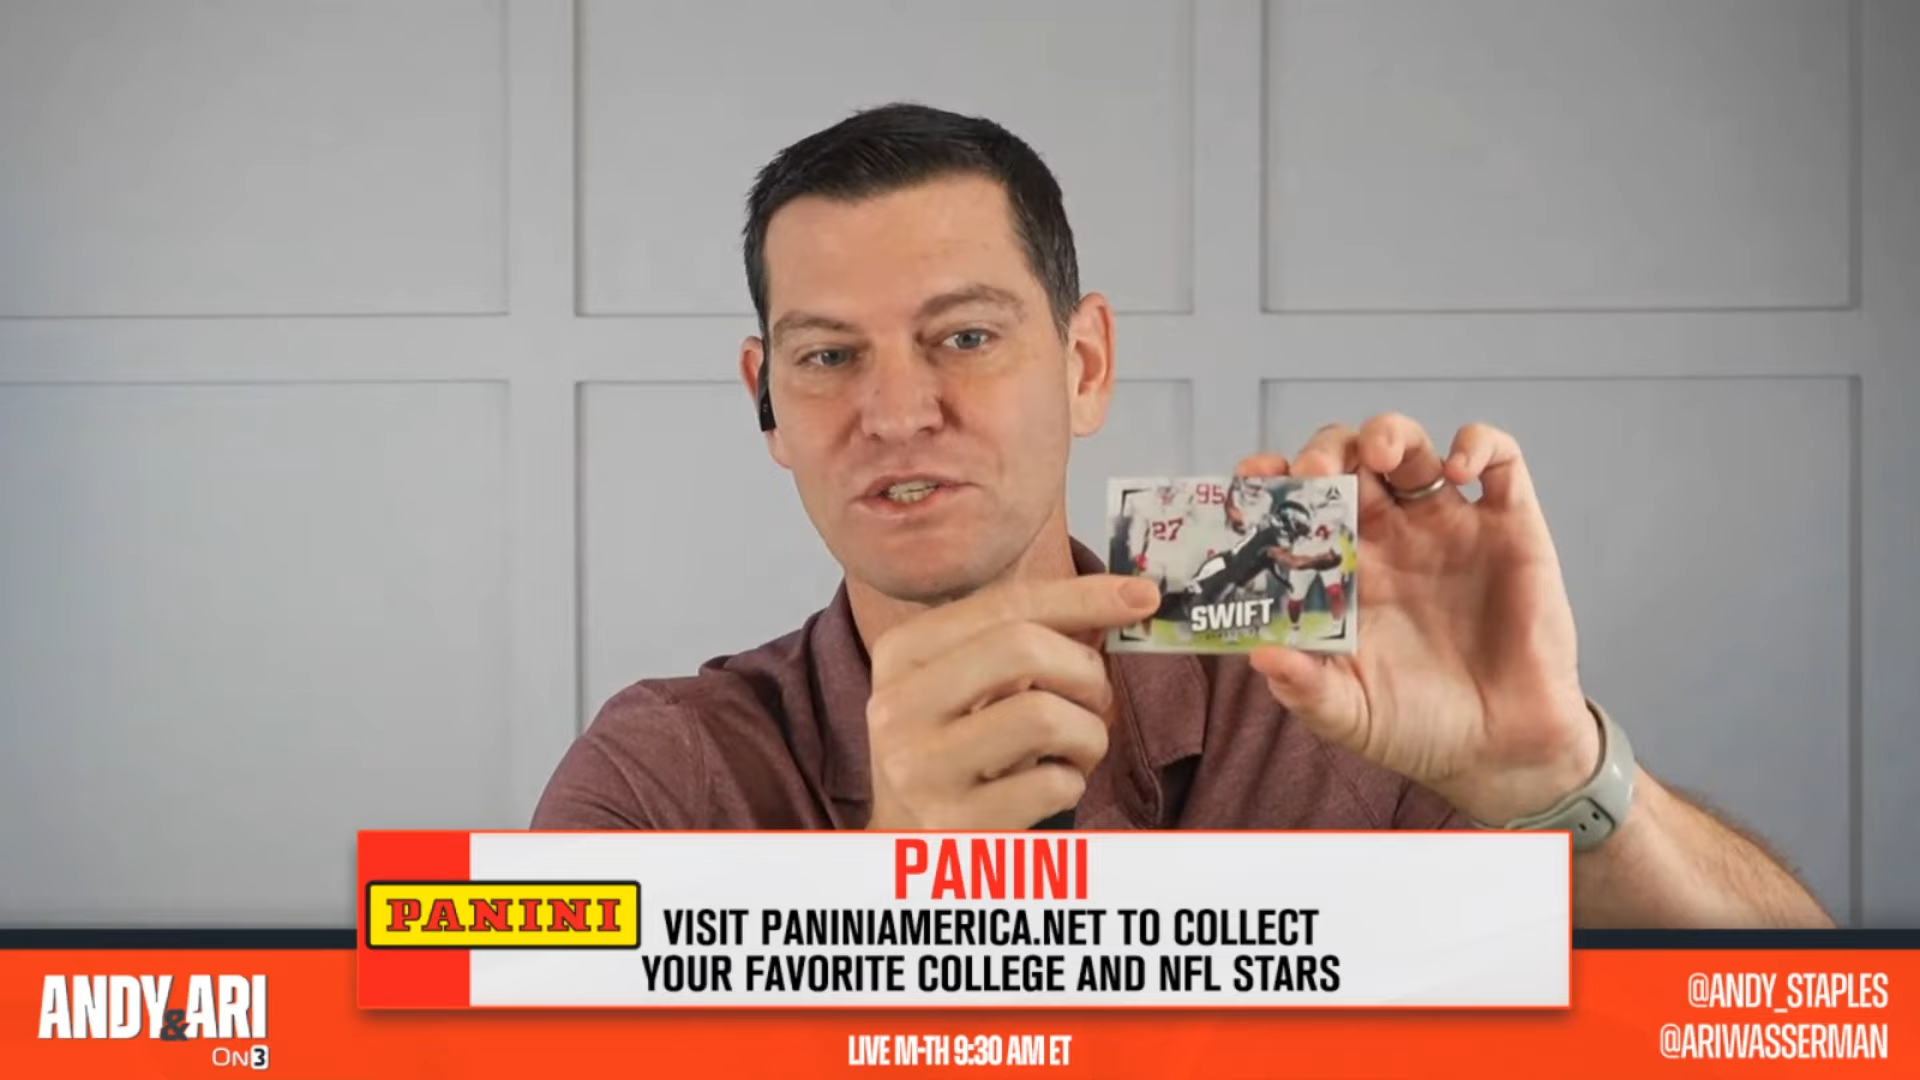 95
27
4
SWIFT
PANINI
PANINI
VISIT PANINIAMERICA.NET TO COLLECT
YOUR FAVORITE COLLEGE AND NFL STARS
ANDY&ARI
ON3
LIVE M-TH 9:30 AM ET
@ANDY_STAPLES
@ARIWASSERMAN